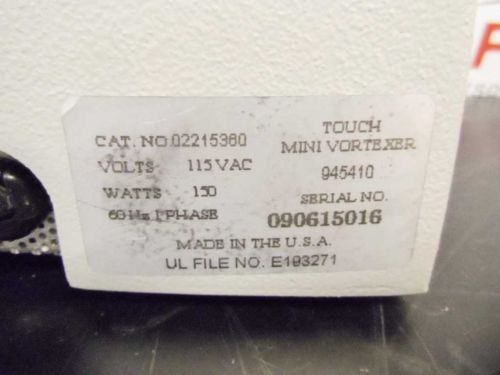 CAT. NO. 02215360
VOLTS 115 VAC
WATTS 150
60 Hz 1 PHASE
TOUCH
MINI VORTEXER
945410
SERIAL NO.
090615016
MADE IN THE U.S.A.
UL FILE NO. E193271